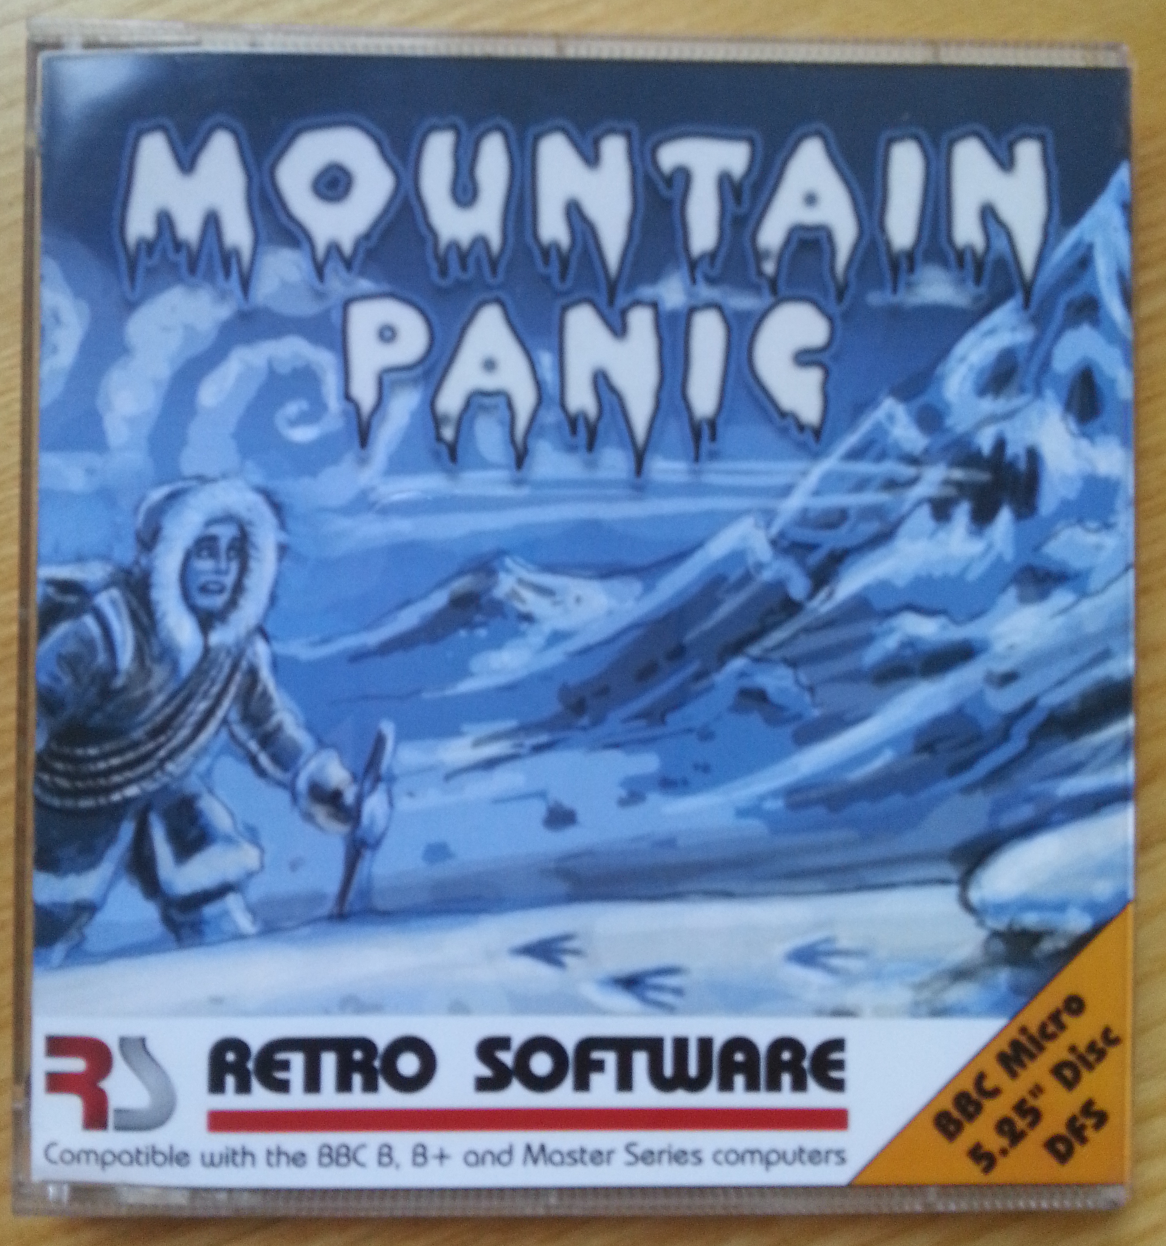 MOUNTAIN
PANIC
RS RETRO SOFTWARE
Compatible with the BBC B, B+ and Master Series computers
BBC Micro
5.25" Disc
DFS